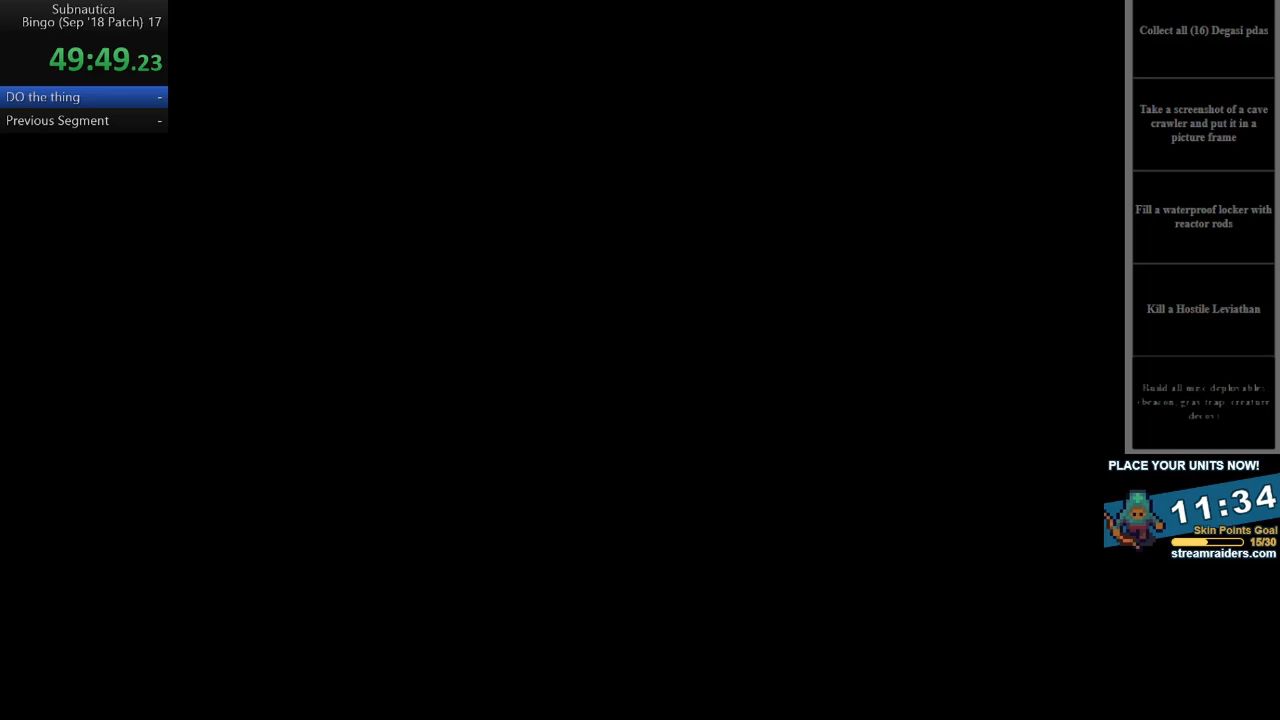 Subnautica
Bingo (Sep '18 Patch) 17
49:49.23
DO the thing -
Previous Segment -
Collect all (16) Degasi pdas
Take a screenshot of a cave
crawler and put it in a
picture frame
Fill a waterproof locker with
reactor rods
Kill a Hostile Leviathan
Build all
PLACE YOUR UNITS NOW!
11:34
Skin Points Goal
15/30
streamraiders.com